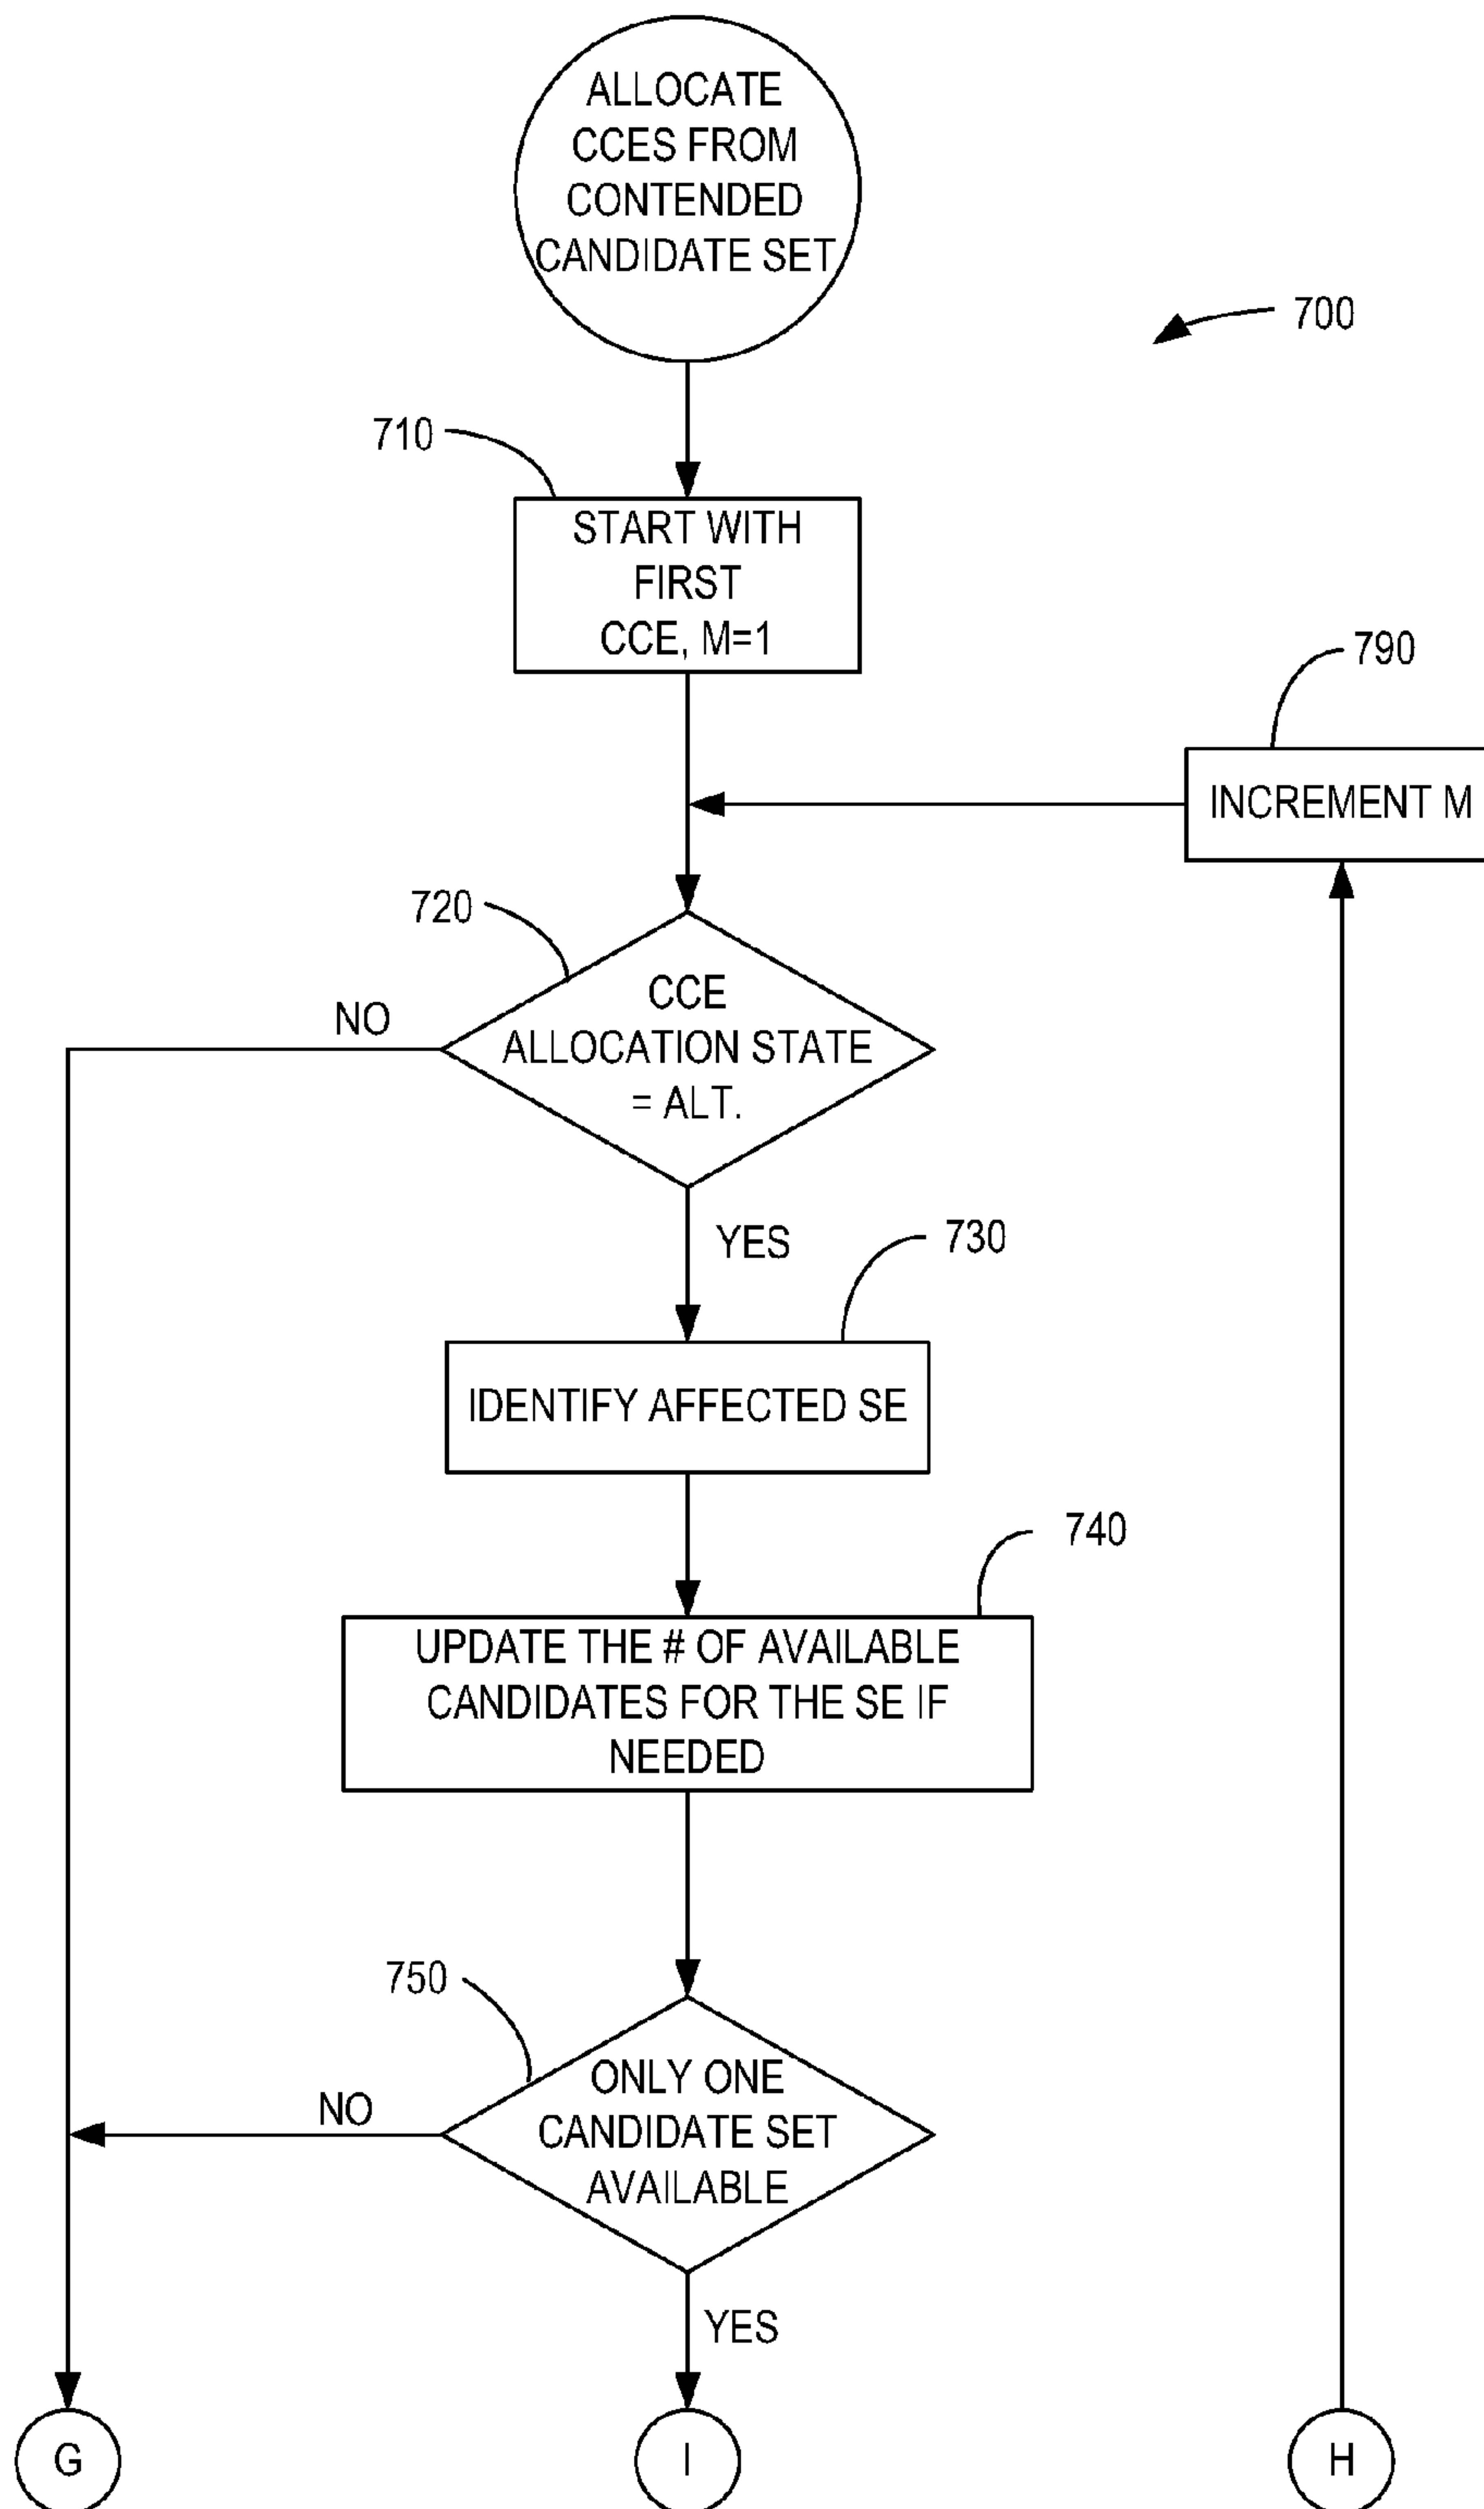 ALLOCATE
CCES FROM
CONTENDED
CANDIDATE SET
700
710
START WITH
FIRST
CCE, M=1
790
INCREMENT M
720
CCE
ALLOCATION STATE
= ALT.
NO
YES
730
IDENTIFY AFFECTED SE
740
UPDATE THE # OF AVAILABLE
CANDIDATES FOR THE SE IF
NEEDED
750
ONLY ONE
CANDIDATE SET
AVAILABLE
NO
YES
G
I
H